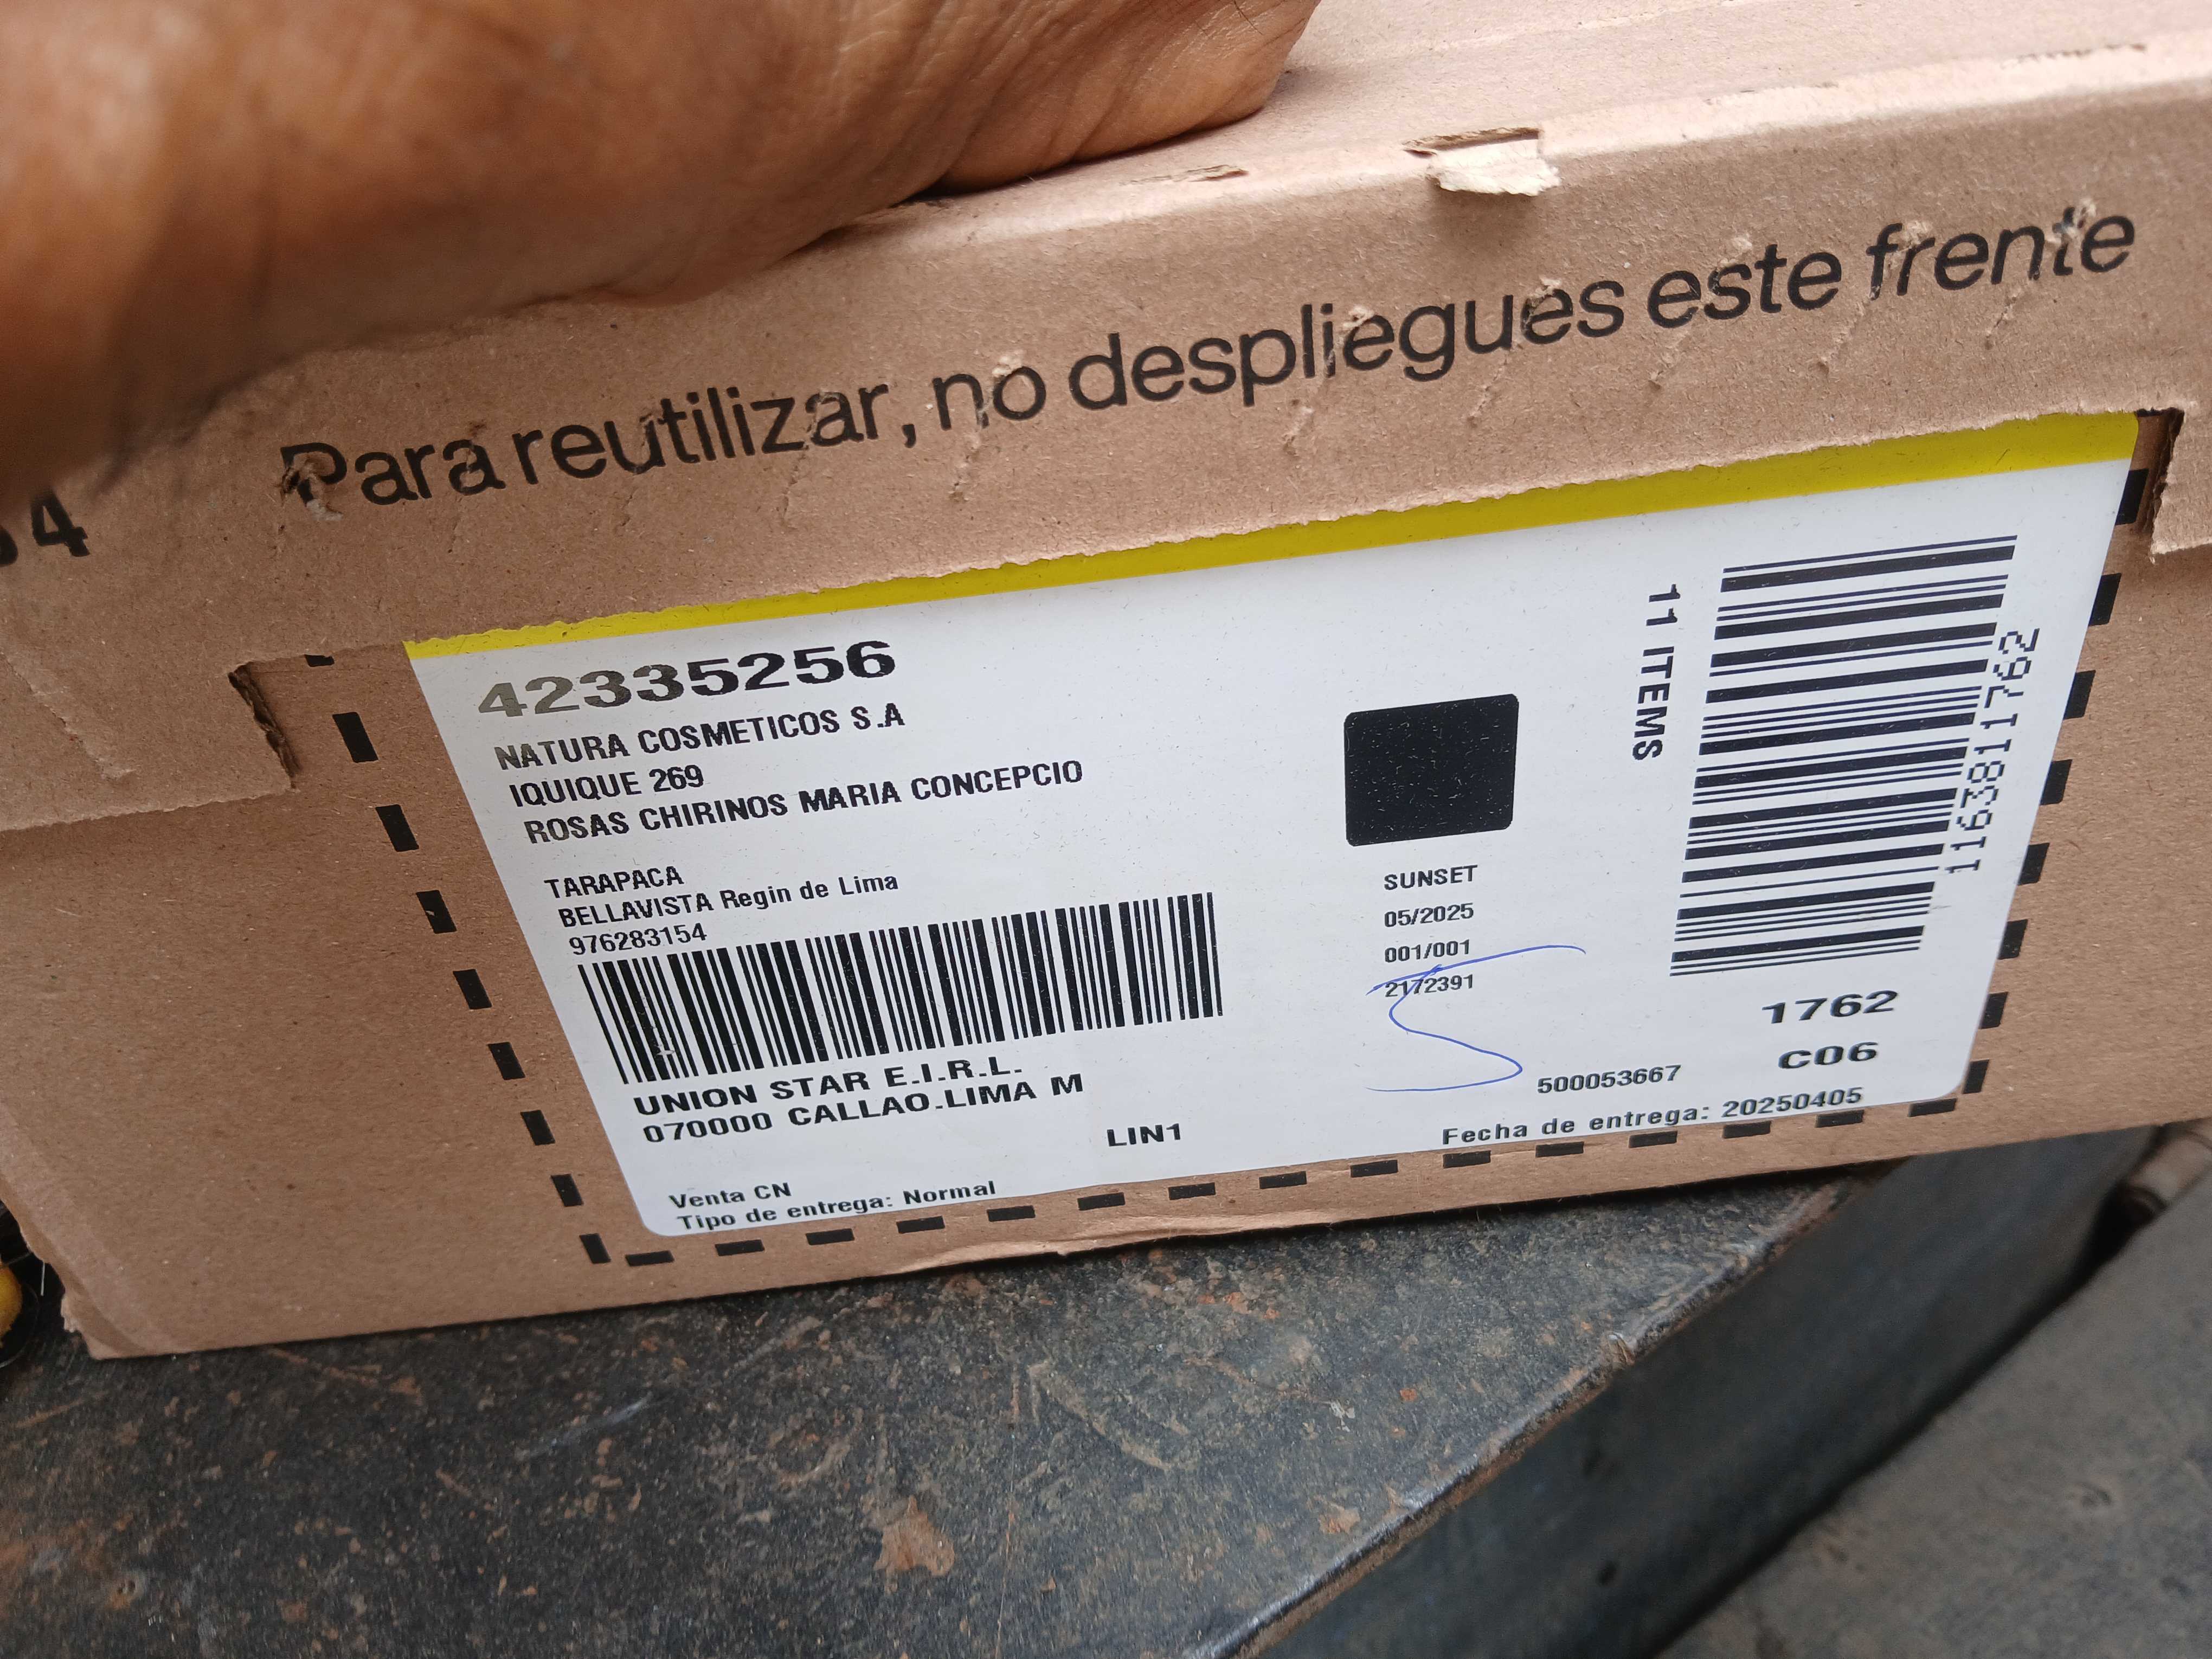 Para reutilizar, no despliegues este frente
4
42335256
NATURA COSMETICOS S.A
IQUIQUE 269
ROSAS CHIRINOS MARIA CONCEPCIO
TARAPACA
BELLAVISTA Regin de Lima
976283154
UNION STAR E.I.R.L.
070000 CALLAO.LIMA M
LIN1
Venta CN
Tipo de entrega: Normal
SUNSET
05/2025
001/001
2172391
11 ITEMS
1163811762
1762
C06
500053667
Fecha de entrega: 20250405